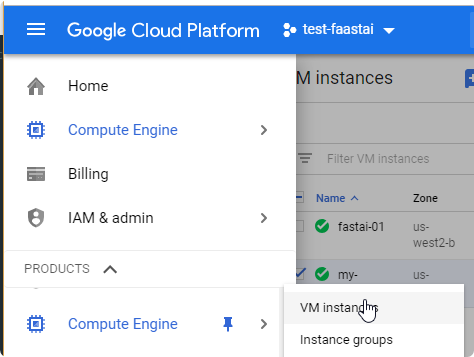 Google Cloud Platform
test-faastai
Home
Compute Engine
Billing
IAM & admin
PRODUCTS
Compute Engine
VM instances
Filter VM instances
Name
Zone
fastai-01
us-
west2-b
my-
us-
VM instances
Instance groups